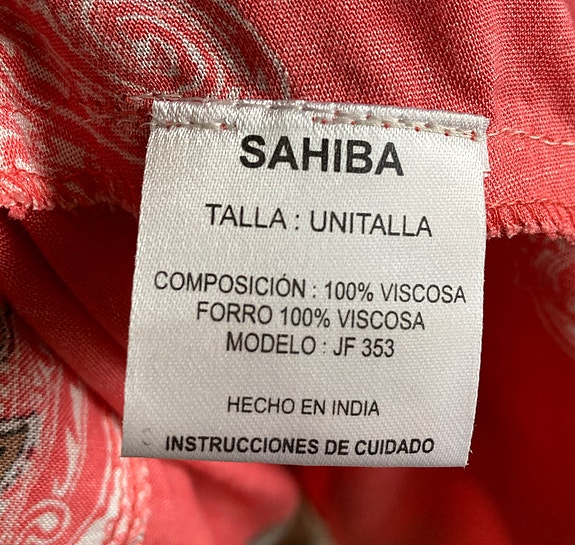 SAHIBA
TALLA : UNITALLA
COMPOSICIÓN : 100% VISCOSA
FORRO 100% VISCOSA
MODELO : JF 353
HECHO EN INDIA
INSTRUCCIONES DE CUIDADO